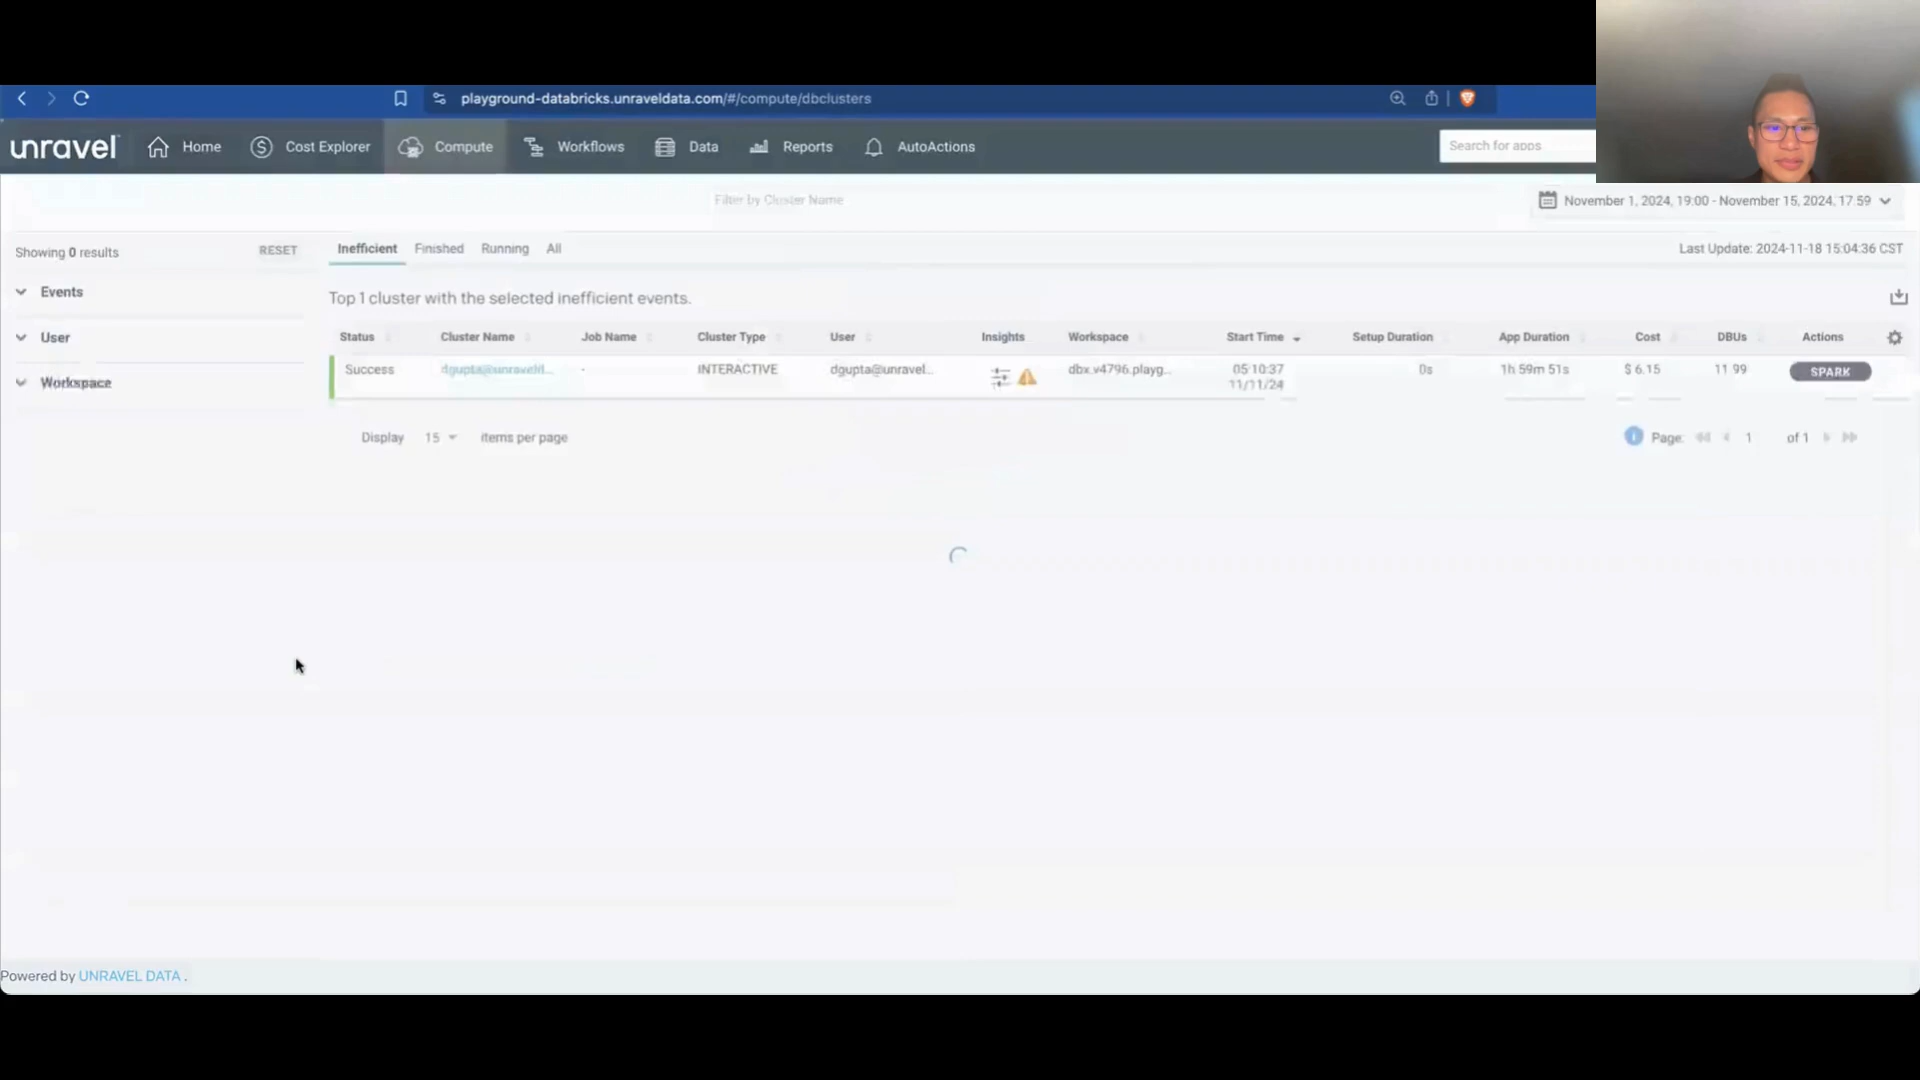 playground-databricks.unraveldata.com/#/compute/dbclusters
unravel Home Cost Explorer Compute Workflows Data Reports AutoActions Search for apps
Filter by Cluster Name November 1, 2024, 19:00 - November 15, 2024, 17:59
Showing 0 results RESET Inefficient Finished Running All Last Update: 2024-11-18 15:04:36 CST
Events
Top 1 cluster with the selected inefficient events.
User Status Cluster Name Job Name Cluster Type User Insights Workspace Start Time Setup Duration App Duration Cost DBUs Actions
Workspace Success dgupta@unraveld... - INTERACTIVE dgupta@unravel... dbx.v4796.playg... 05:10:37 0s 1h 59m 51s $ 6.15 11.99 SPARK
11/11/24
Display 15 items per page Page: 1 of 1
Powered by UNRAVEL DATA .